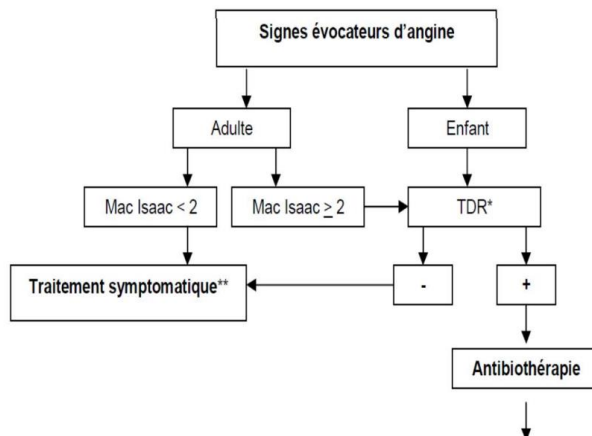 Signes évocateurs d'angine
Adulte
Enfant
Mac Isaac < 2
Mac Isaac ≥ 2
TDR*
Traitement symptomatique**
-
+
Antibiothérapie